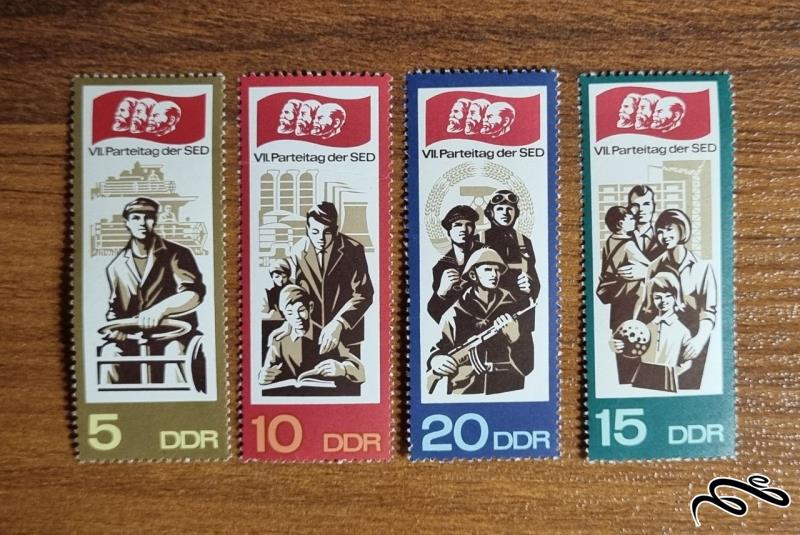 VII. Parteitag der SED
5 DDR
VII. Parteitag der SED
10 DDR
VII. Parteitag der SED
20 DDR
VII. Parteitag der SED
15 DDR